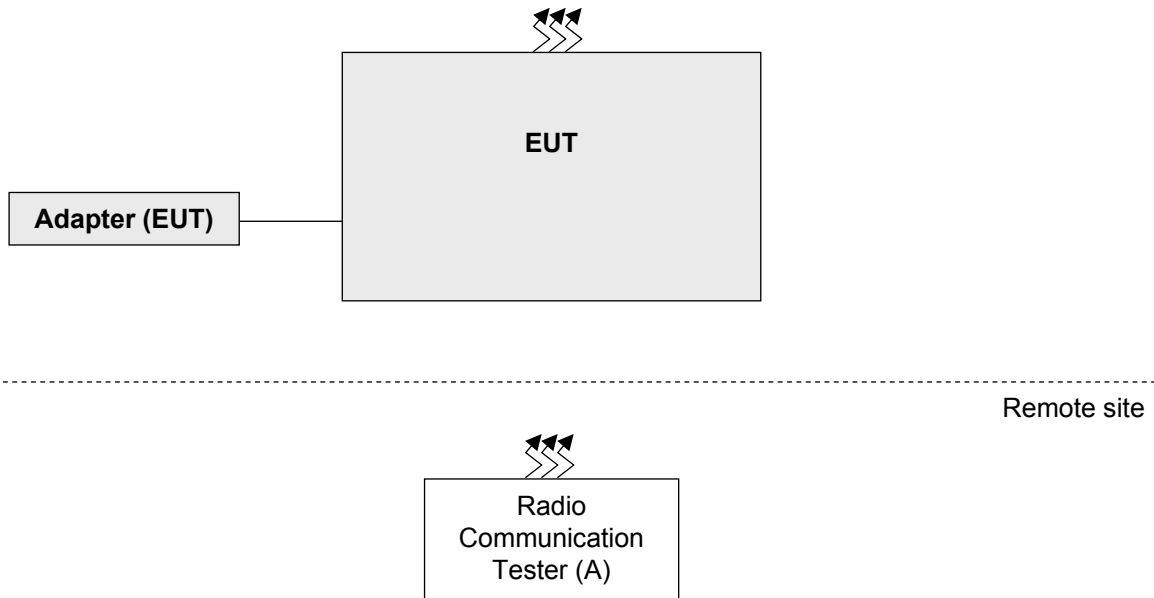 EUT
Adapter (EUT)
Remote site
Radio
Communication
Tester (A)